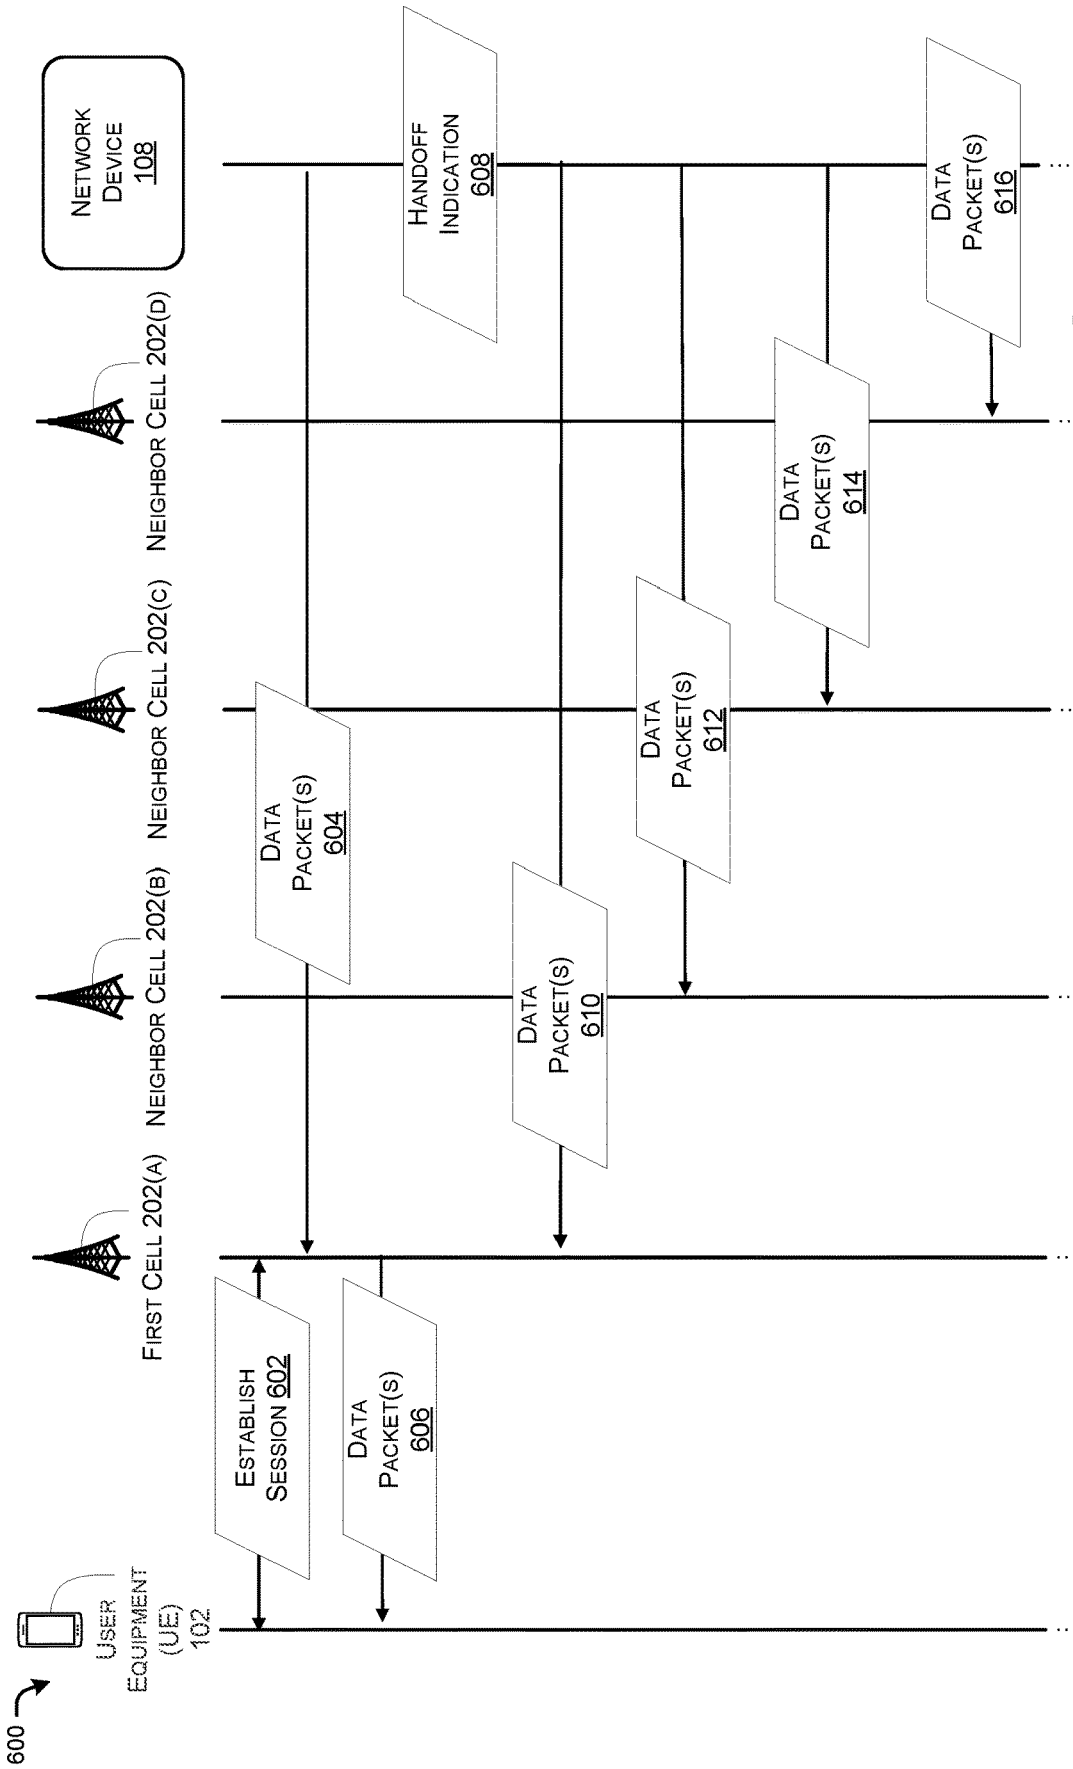 600
USER
EQUIPMENT
(UE)
102
FIRST CELL 202(A)
NEIGHBOR CELL 202(B)
NEIGHBOR CELL 202(C)
NEIGHBOR CELL 202(D)
NETWORK
DEVICE
108
ESTABLISH
SESSION 602
DATA
PACKET(S)
604
DATA
PACKET(S)
606
HANDOFF
INDICATION
608
DATA
PACKET(S)
610
DATA
PACKET(S)
612
DATA
PACKET(S)
614
DATA
PACKET(S)
616